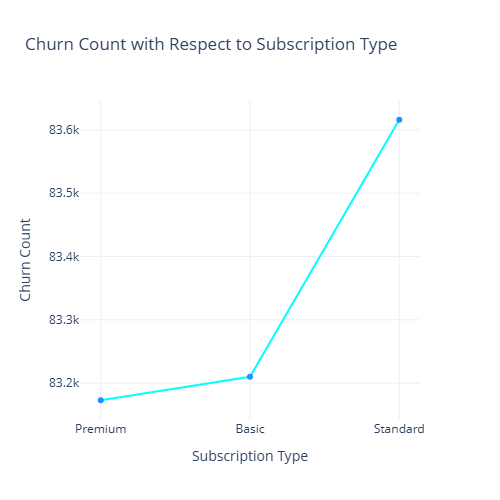 Churn Count with Respect to Subscription Type
Churn Count
83.6k
83.5k
83.4k
83.3k
83.2k
Premium Basic Standard
Subscription Type